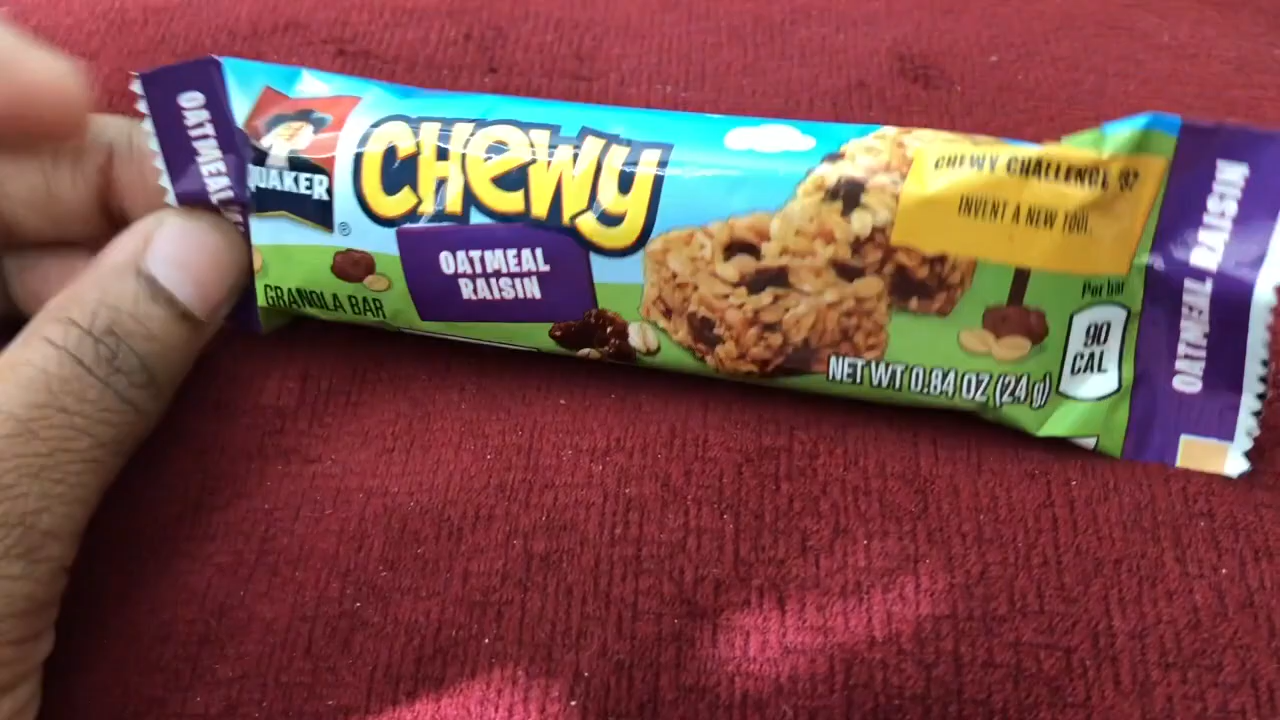 OATMEAL
QUAKER
®
CHEWY
OATMEAL
RAISIN
GRANOLA BAR
CHEWY CHALLENGE
INVENT A NEW TOOL.
Per bar
90
CAL
NET WT 0.84 OZ (24 g)
OATMEAL RAISIN